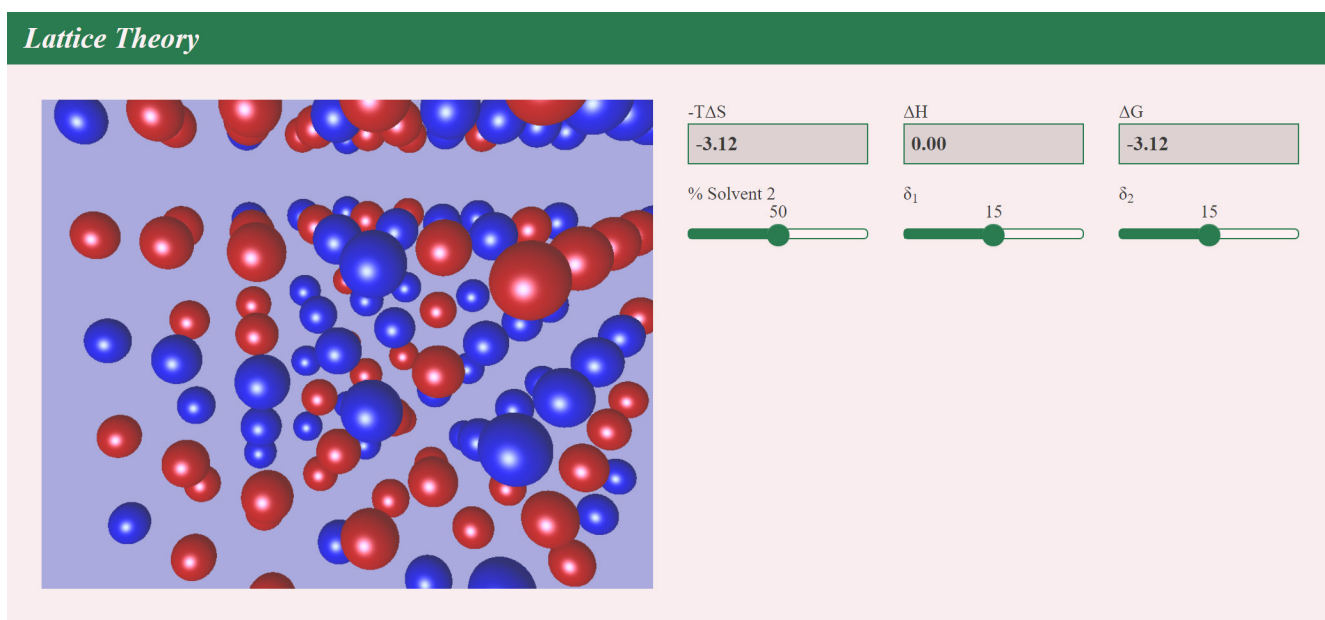 Lattice Theory
-TΔS ΔH ΔG
-3.12 0.00 -3.12
% Solvent 2 δ₁ δ₂
50 15 15